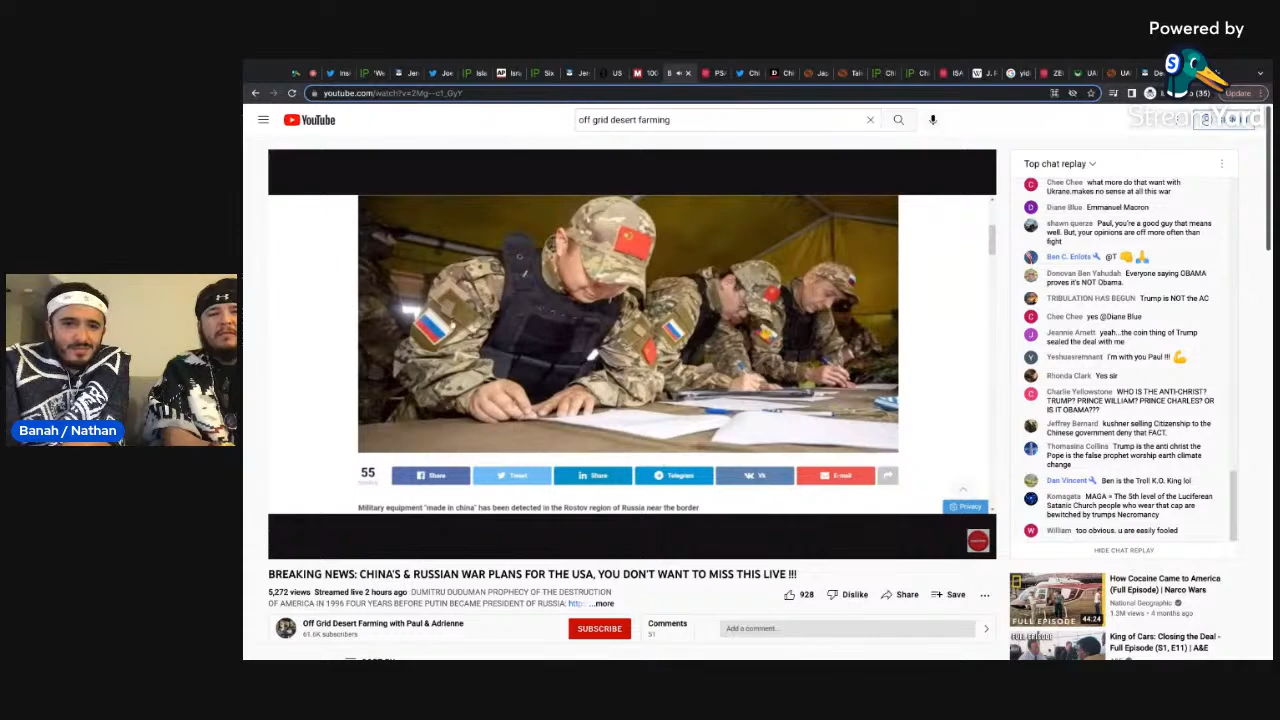 Powered by
StreamYard
youtube.com/watch?v=2Mg--c1_GyY
Update
YouTube
off grid desert farming
Top chat replay
Chee Chee what more do that want with
Ukrane.makes no sense at all this war
Diane Blue Emmanuel Macron
shawn querze Paul, you're a good guy that means
well. But, your opinions are off more often than
fight
Ben C. Enlots @T
Donovan Ben Yahudah Everyone saying OBAMA
proves it's NOT Obama.
TRIBULATION HAS BEGUN Trump is NOT the AC
Chee Chee yes @Diane Blue
Jeannie Arnett yeah...the coin thing of Trump
sealed the deal with me
Yeshuasremnant I'm with you Paul !!!
Rhonda Clark Yes sir
Charlie Yellowstone WHO IS THE ANTI-CHRIST?
TRUMP? PRINCE WILLIAM? PRINCE CHARLES? OR
IS IT OBAMA???
Jeffrey Bernard kushner selling Citizenship to the
Chinese government deny that FACT.
Thomasina Collins Trump is the anti christ the
Pope is the false prophet worship earth climate
change
Dan Vincent Ben is the Troll K.O. King lol
Komagata MAGA = The 5th level of the Luciferean
Satanic Church people who wear that cap are
bewitched by trumps Necromancy
William too obvious. u are easily fooled
HIDE CHAT REPLAY
Banah / Nathan
55
Share
Tweet
Share
Telegram
Vk
E-mail
Military equipment "made in china" has been detected in the Rostov region of Russia near the border
Privacy
BREAKING NEWS: CHINA'S & RUSSIAN WAR PLANS FOR THE USA, YOU DON'T WANT TO MISS THIS LIVE !!!
5,272 views Streamed live 2 hours ago DUMITRU DUDUMAN PROPHECY OF THE DESTRUCTION
OF AMERICA IN 1996 FOUR YEARS BEFORE PUTIN BECAME PRESIDENT OF RUSSIA: http: ...more
928
Dislike
Share
Save
Off Grid Desert Farming with Paul & Adrienne
61.6K subscribers
SUBSCRIBE
Comments
51
Add a comment...
How Cocaine Came to America
(Full Episode) | Narco Wars
National Geographic
1.3M views • 4 months ago
FULL EPISODE
44:24
King of Cars: Closing the Deal -
Full Episode (S1, E11) | A&E
FULL EPISODE